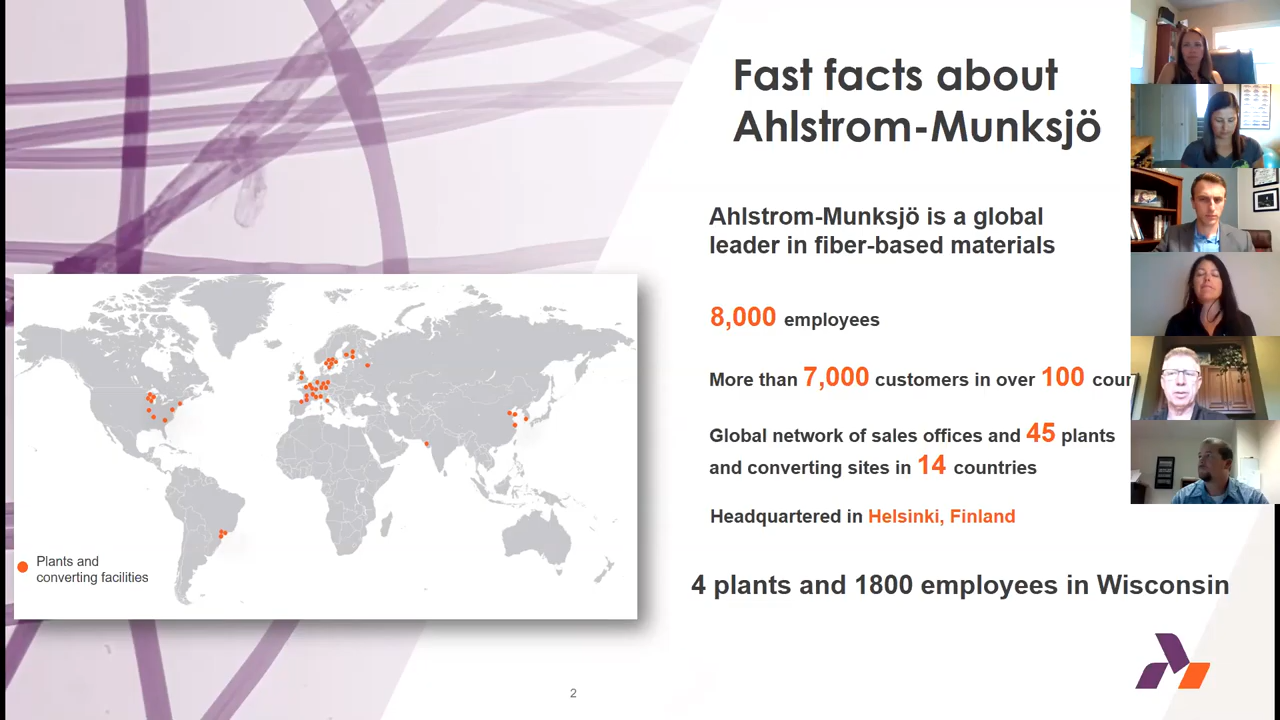 Fast facts about
Ahlstrom-Munksjö
Ahlstrom-Munksjö is a global
leader in fiber-based materials
8,000 employees
More than 7,000 customers in over 100 coun
Global network of sales offices and 45 plants
and converting sites in 14 countries
Headquartered in Helsinki, Finland
4 plants and 1800 employees in Wisconsin
Plants and
converting facilities
2